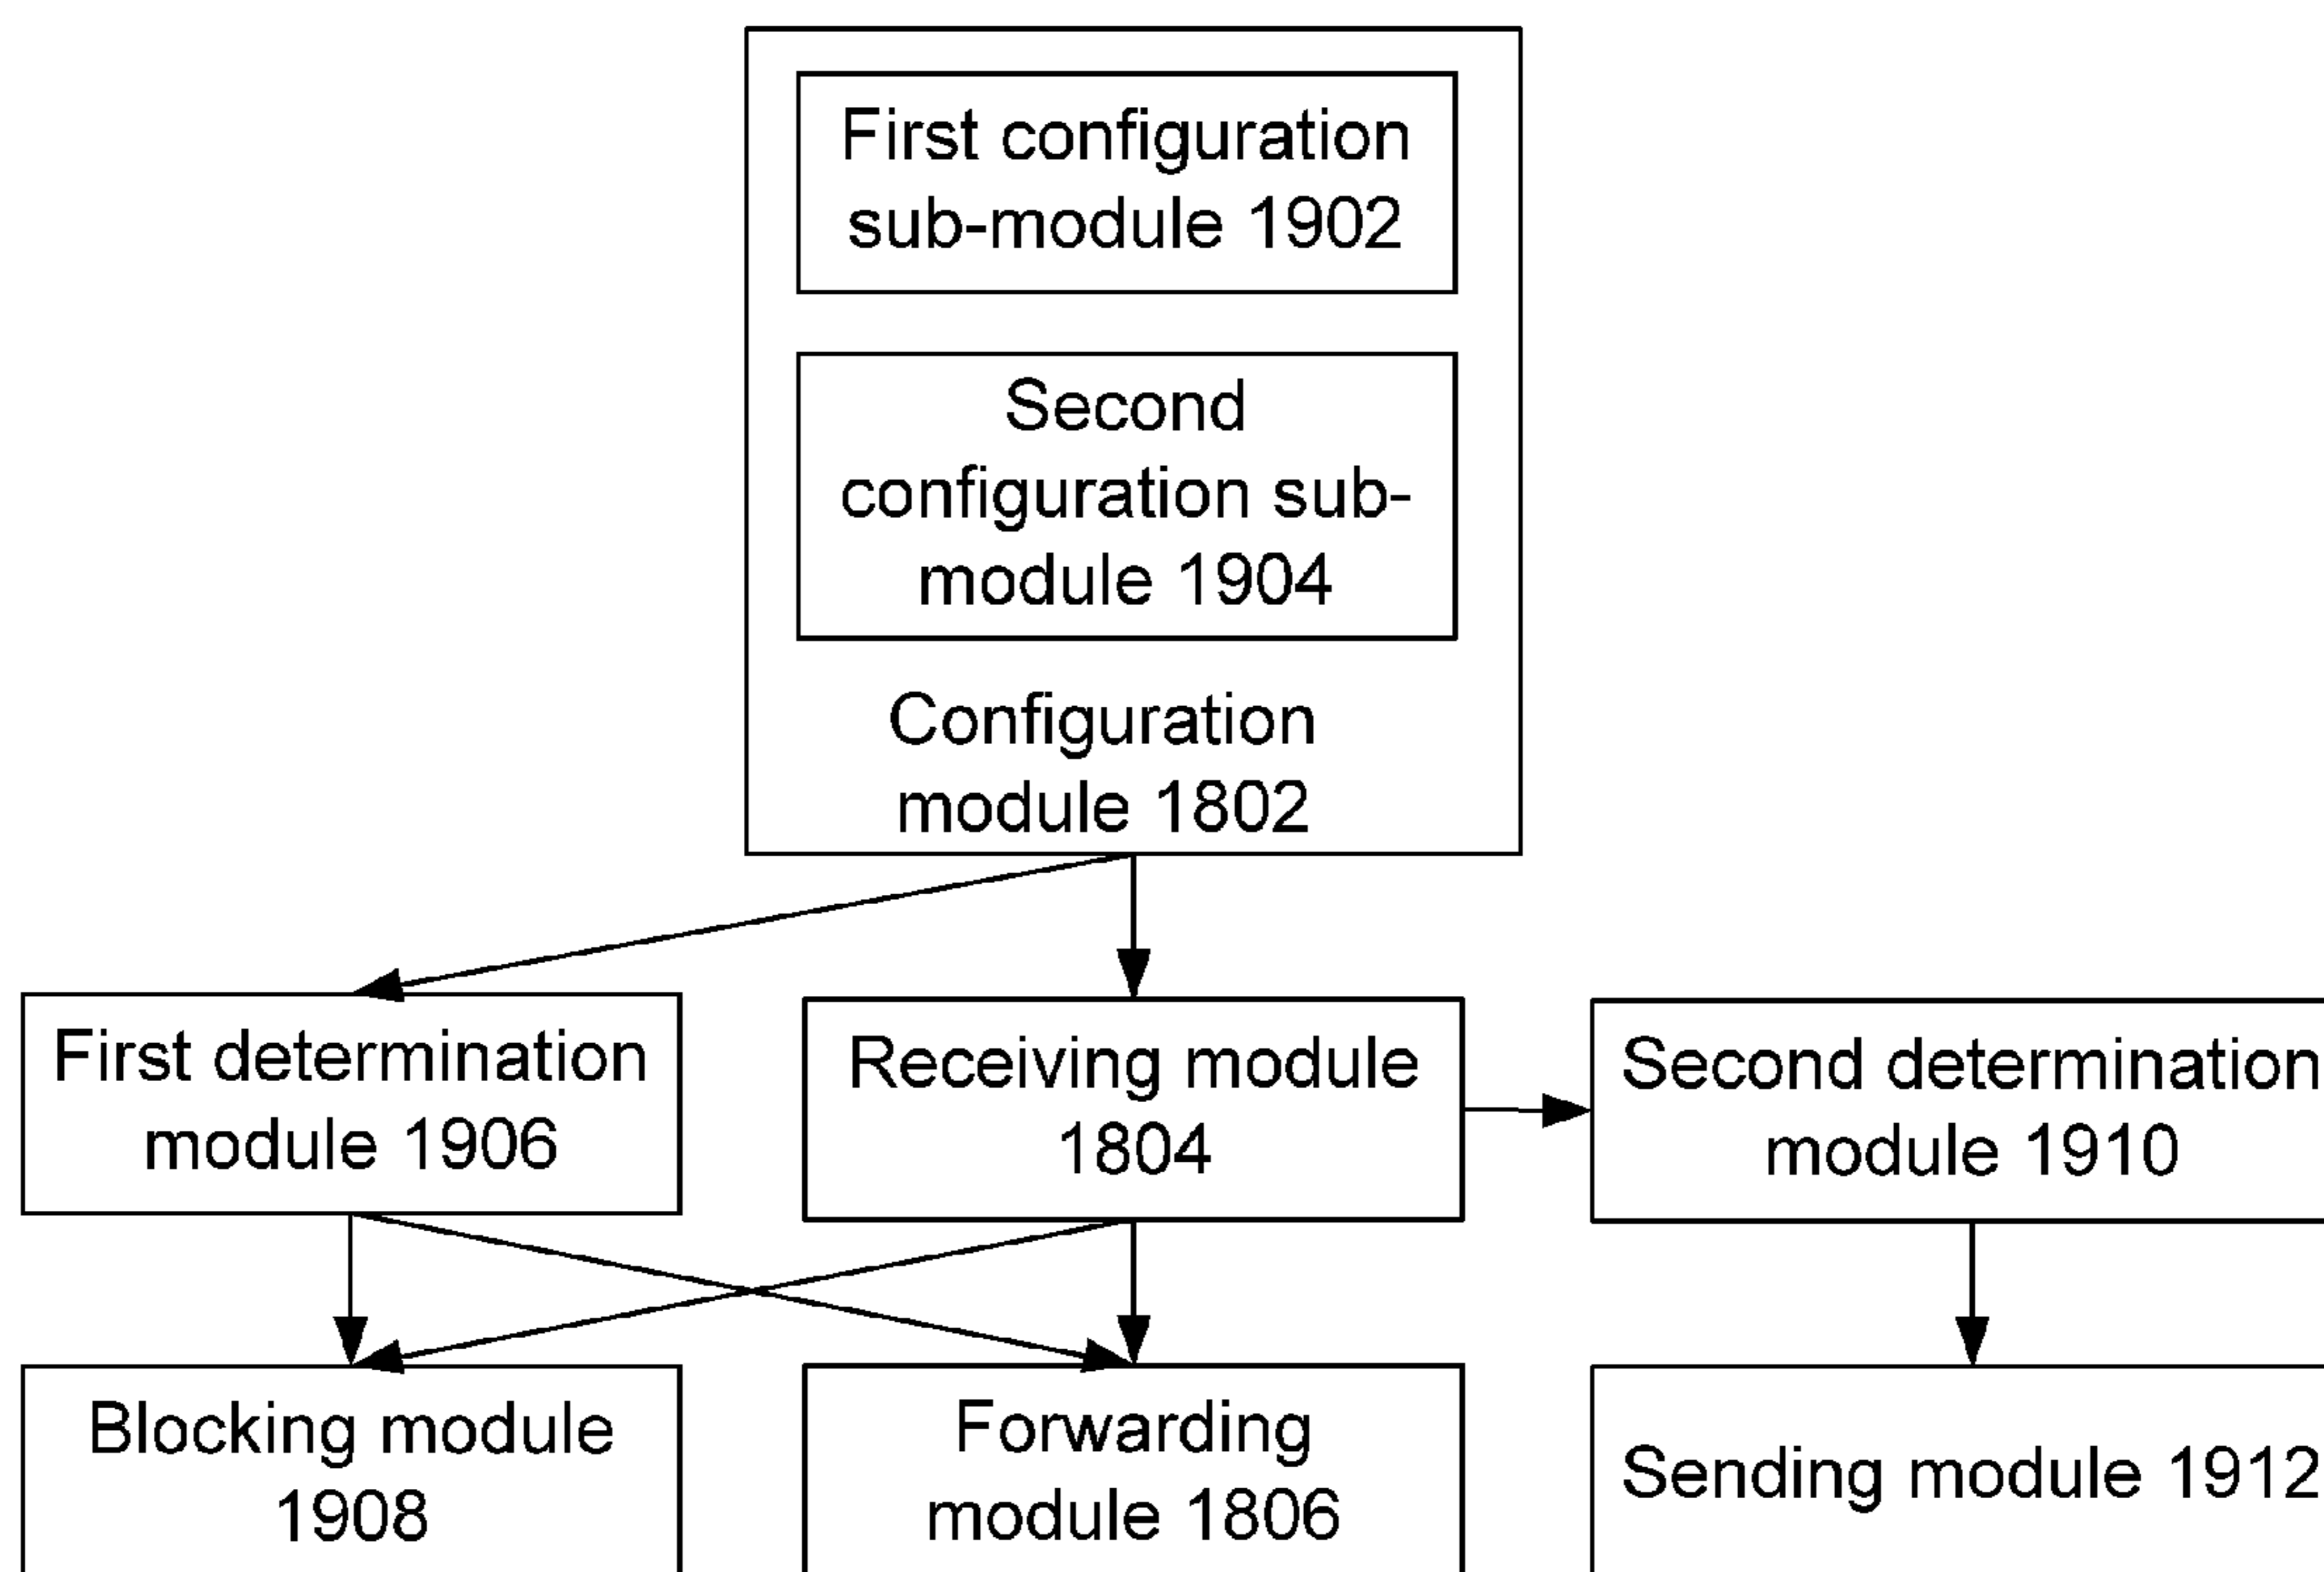 First configuration
sub-module 1902
Second
configuration sub-
module 1904
Configuration
module 1802
First determination
module 1906
Receiving module
1804
Second determination
module 1910
Blocking module
1908
Forwarding
module 1806
Sending module 1912